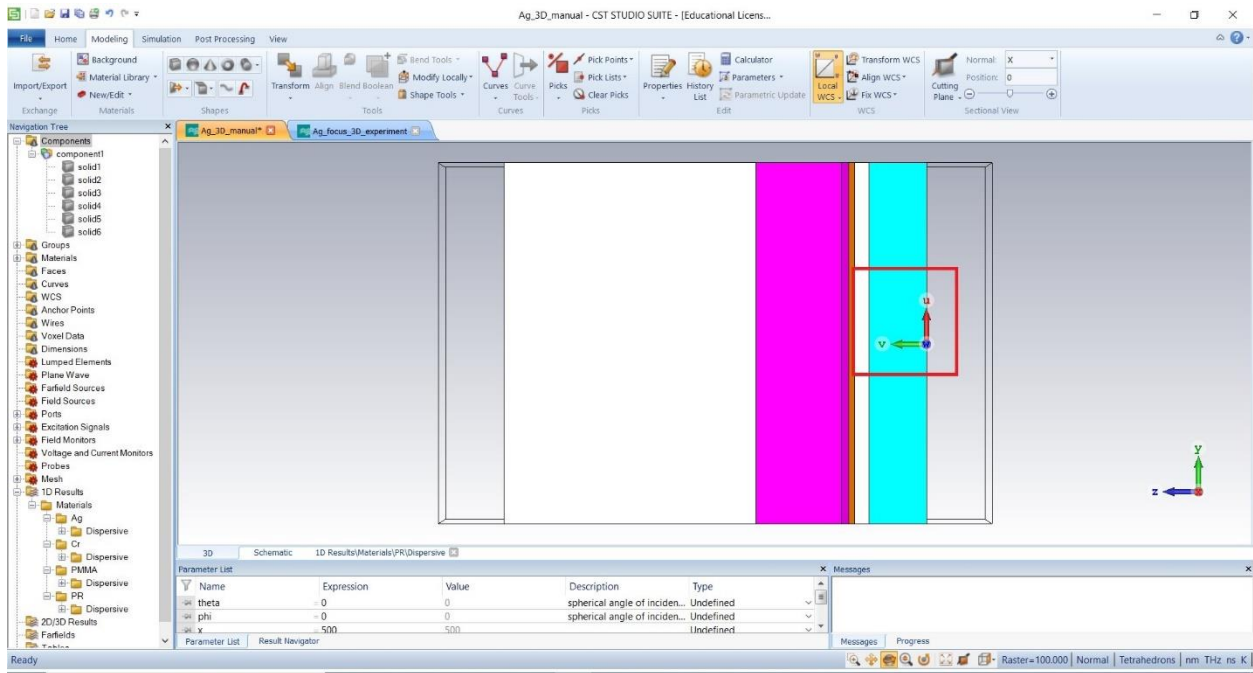 Ag_3D_manual - CST STUDIO SUITE - [Educational Licens...
File Home Modeling Simulation Post Processing View
Import/Export
Exchange
Background
Material Library
New/Edit
Materials
Shapes
Transform Align Blend Boolean
Bend Tools
Modify Locally
Shape Tools
Tools
Curves Curve Tools
Curves
Picks
Pick Points
Pick Lists
Clear Picks
Picks
Properties History List
Calculator
Parameters
Parametric Update
Edit
Local WCS
Transform WCS
Align WCS
Fix WCS
WCS
Cutting Plane
Normal: X
Position: 0
Sectional View
Navigation Tree
Components
component1
solid1
solid2
solid3
solid4
solid5
solid6
Groups
Materials
Faces
Curves
WCS
Anchor Points
Wires
Voxel Data
Dimensions
Lumped Elements
Plane Wave
Farfield Sources
Field Sources
Ports
Excitation Signals
Field Monitors
Voltage and Current Monitors
Probes
Mesh
1D Results
Materials
Ag
Dispersive
Cr
Dispersive
PMMA
Dispersive
PR
Dispersive
2D/3D Results
Farfields
Tables
Ag_3D_manual* Ag_focus_3D_experiment
u
v w
y
z
3D Schematic 1D Results\Materials\PR\Dispersive
Parameter List
Name Expression Value Description Type
theta = 0 0 spherical angle of inciden... Undefined
phi = 0 0 spherical angle of inciden... Undefined
x = 500 500 Undefined
Parameter List Result Navigator
Messages
Messages Progress
Ready
Raster=100.000 Normal Tetrahedrons nm THz ns K